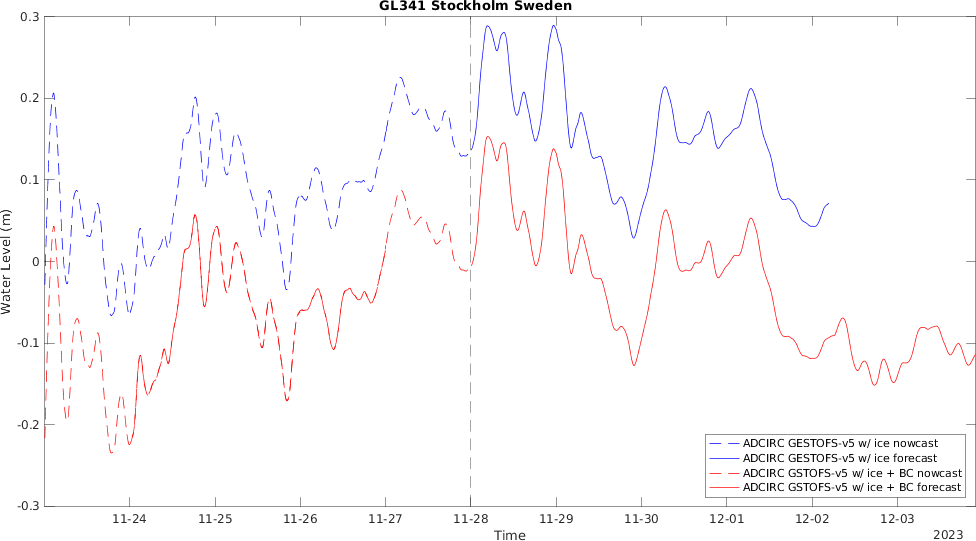 GL341 Stockholm Sweden
0.3
0.2
0.1
0
-0.1
-0.2
-0.3
Water Level (m)
ADCIRC GESTOFS-v5 w/ ice nowcast
ADCIRC GESTOFS-v5 w/ ice forecast
ADCIRC GSTOFS-v5 w/ ice + BC nowcast
ADCIRC GSTOFS-v5 w/ ice + BC forecast
11-24 11-25 11-26 11-27 11-28 11-29 11-30 12-01 12-02 12-03
Time
2023